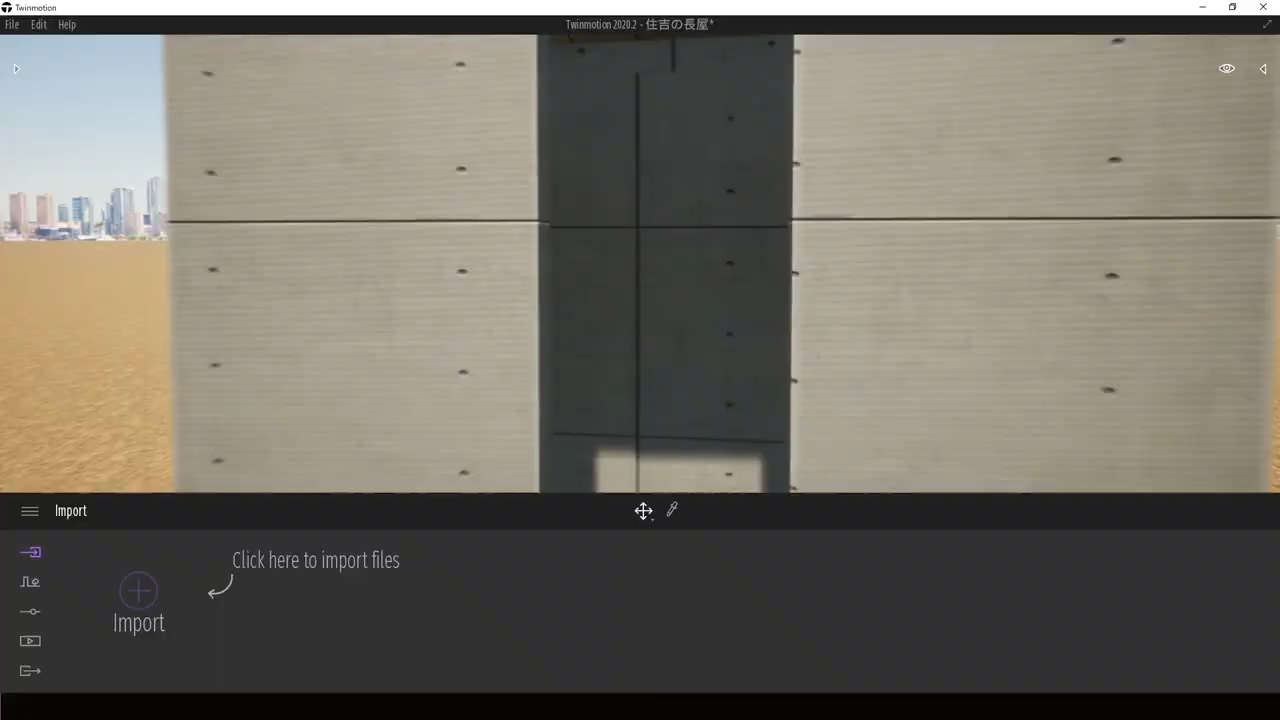 Twinmotion
File Edit Help
Twinmotion 2020.2 - 住吉の長屋*
Import
Click here to import files
Import